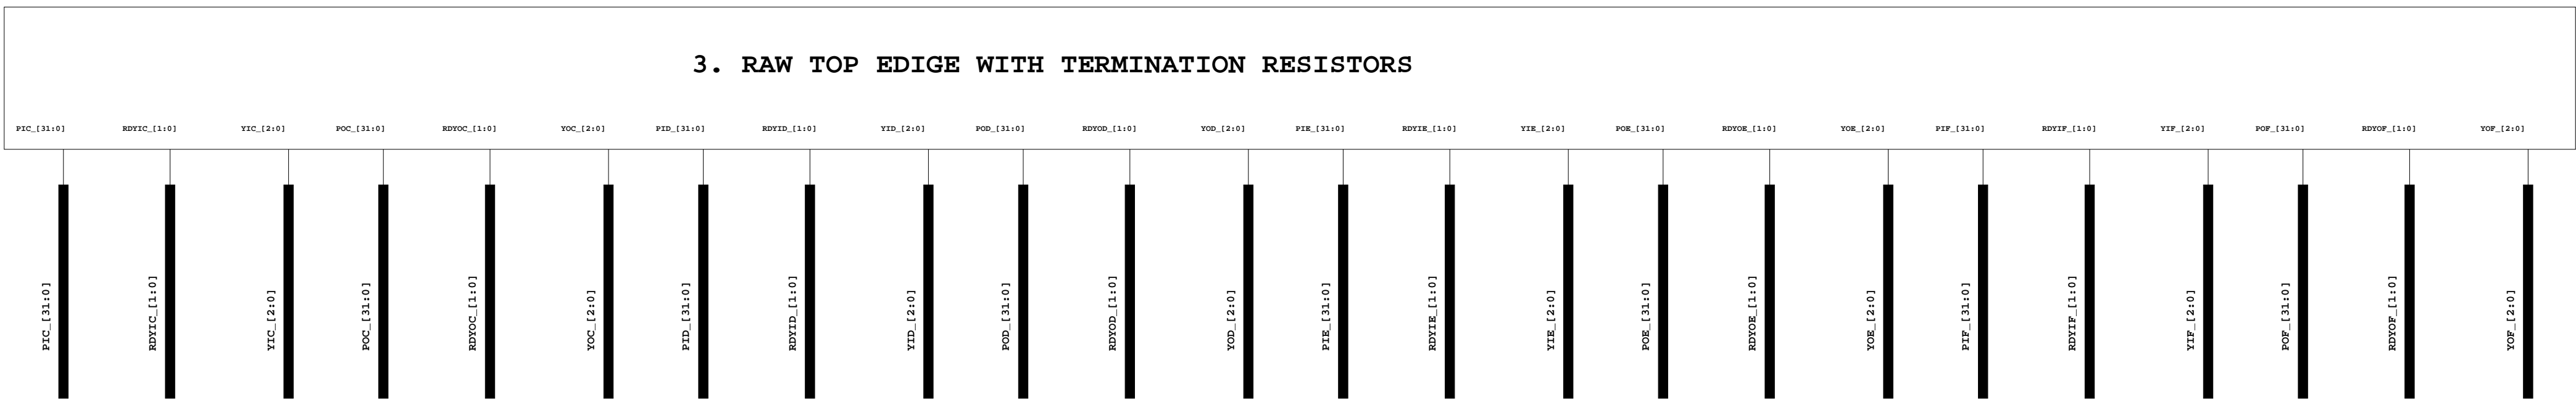 3. RAW TOP EDIGE WITH TERMINATION RESISTORS
PIC_[31:0] RDYIC_[1:0] YIC_[2:0] POC_[31:0] RDYOC_[1:0] YOC_[2:0] PID_[31:0] RDYID_[1:0] YID_[2:0] POD_[31:0] RDYOD_[1:0] YOD_[2:0] PIE_[31:0] RDYIE_[1:0] YIE_[2:0] POE_[31:0] RDYOE_[1:0] YOE_[2:0] PIF_[31:0] RDYIF_[1:0] YIF_[2:0] POF_[31:0] RDYOF_[1:0] YOF_[2:0]
PIC_[31:0]
RDYIC_[1:0]
YIC_[2:0]
POC_[31:0]
RDYOC_[1:0]
YOC_[2:0]
PID_[31:0]
RDYID_[1:0]
YID_[2:0]
POD_[31:0]
RDYOD_[1:0]
YOD_[2:0]
PIE_[31:0]
RDYIE_[1:0]
YIE_[2:0]
POE_[31:0]
RDYOE_[1:0]
YOE_[2:0]
PIF_[31:0]
RDYIF_[1:0]
YIF_[2:0]
POF_[31:0]
RDYOF_[1:0]
YOF_[2:0]